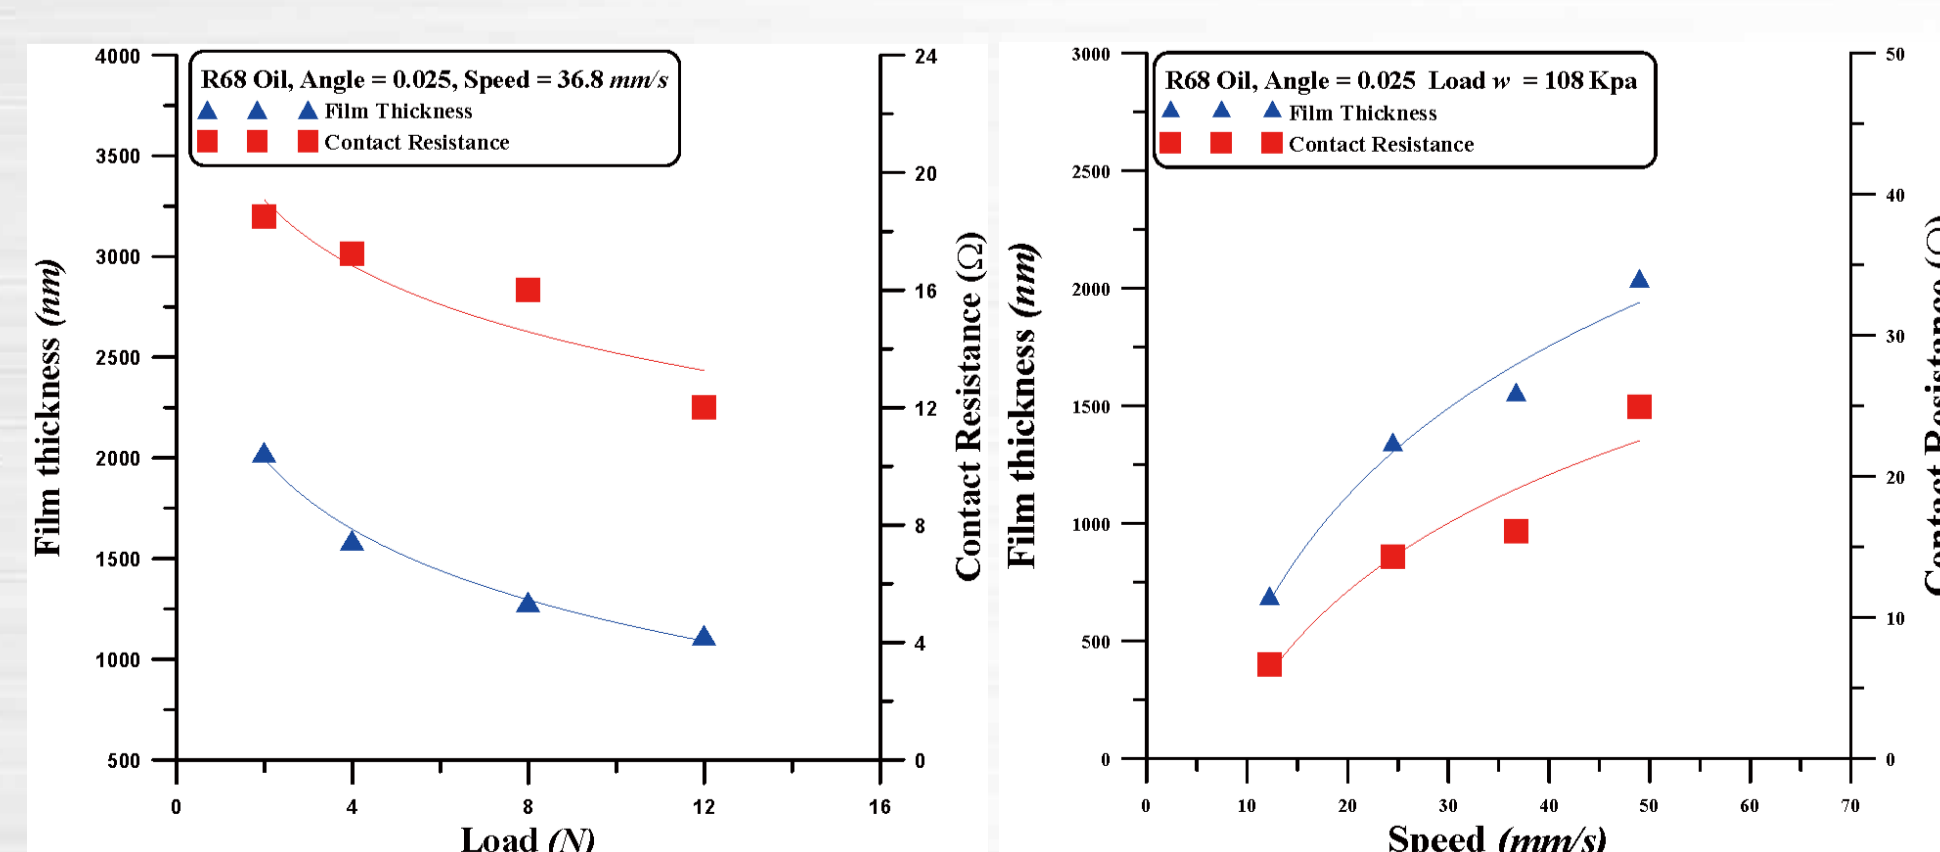 R68 Oil, Angle = 0.025, Speed = 36.8 mm/s
Film Thickness
Contact Resistance
4000
3500
3000
2500
2000
1500
1000
500
Film thickness (nm)
24
20
16
12
8
4
0
Contact Resistance (Ω)
0 4 8 12 16
Load (N)
R68 Oil, Angle = 0.025 Load w = 108 Kpa
Film Thickness
Contact Resistance
3000
2500
2000
1500
1000
500
0
Film thickness (nm)
50
40
30
20
10
0
Contact Resistance (Ω)
0 10 20 30 40 50 60 70
Speed (mm/s)